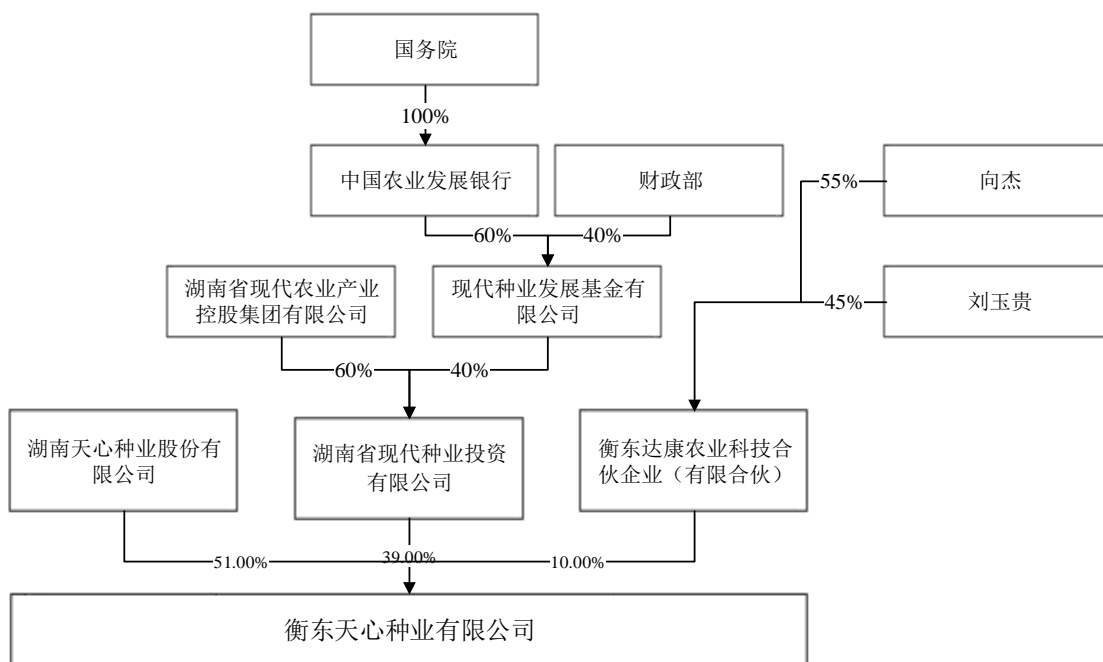 国务院
100%
中国农业发展银行
财政部
55%
向杰
60%
40%
湖南省现代农业产业
控股集团有限公司
现代种业发展基金有
限公司
45%
刘玉贵
60%
40%
湖南天心种业股份有
限公司
湖南省现代种业投资
有限公司
衡东达康农业科技合
伙企业（有限合伙）
51.00%
39.00%
10.00%
衡东天心种业有限公司